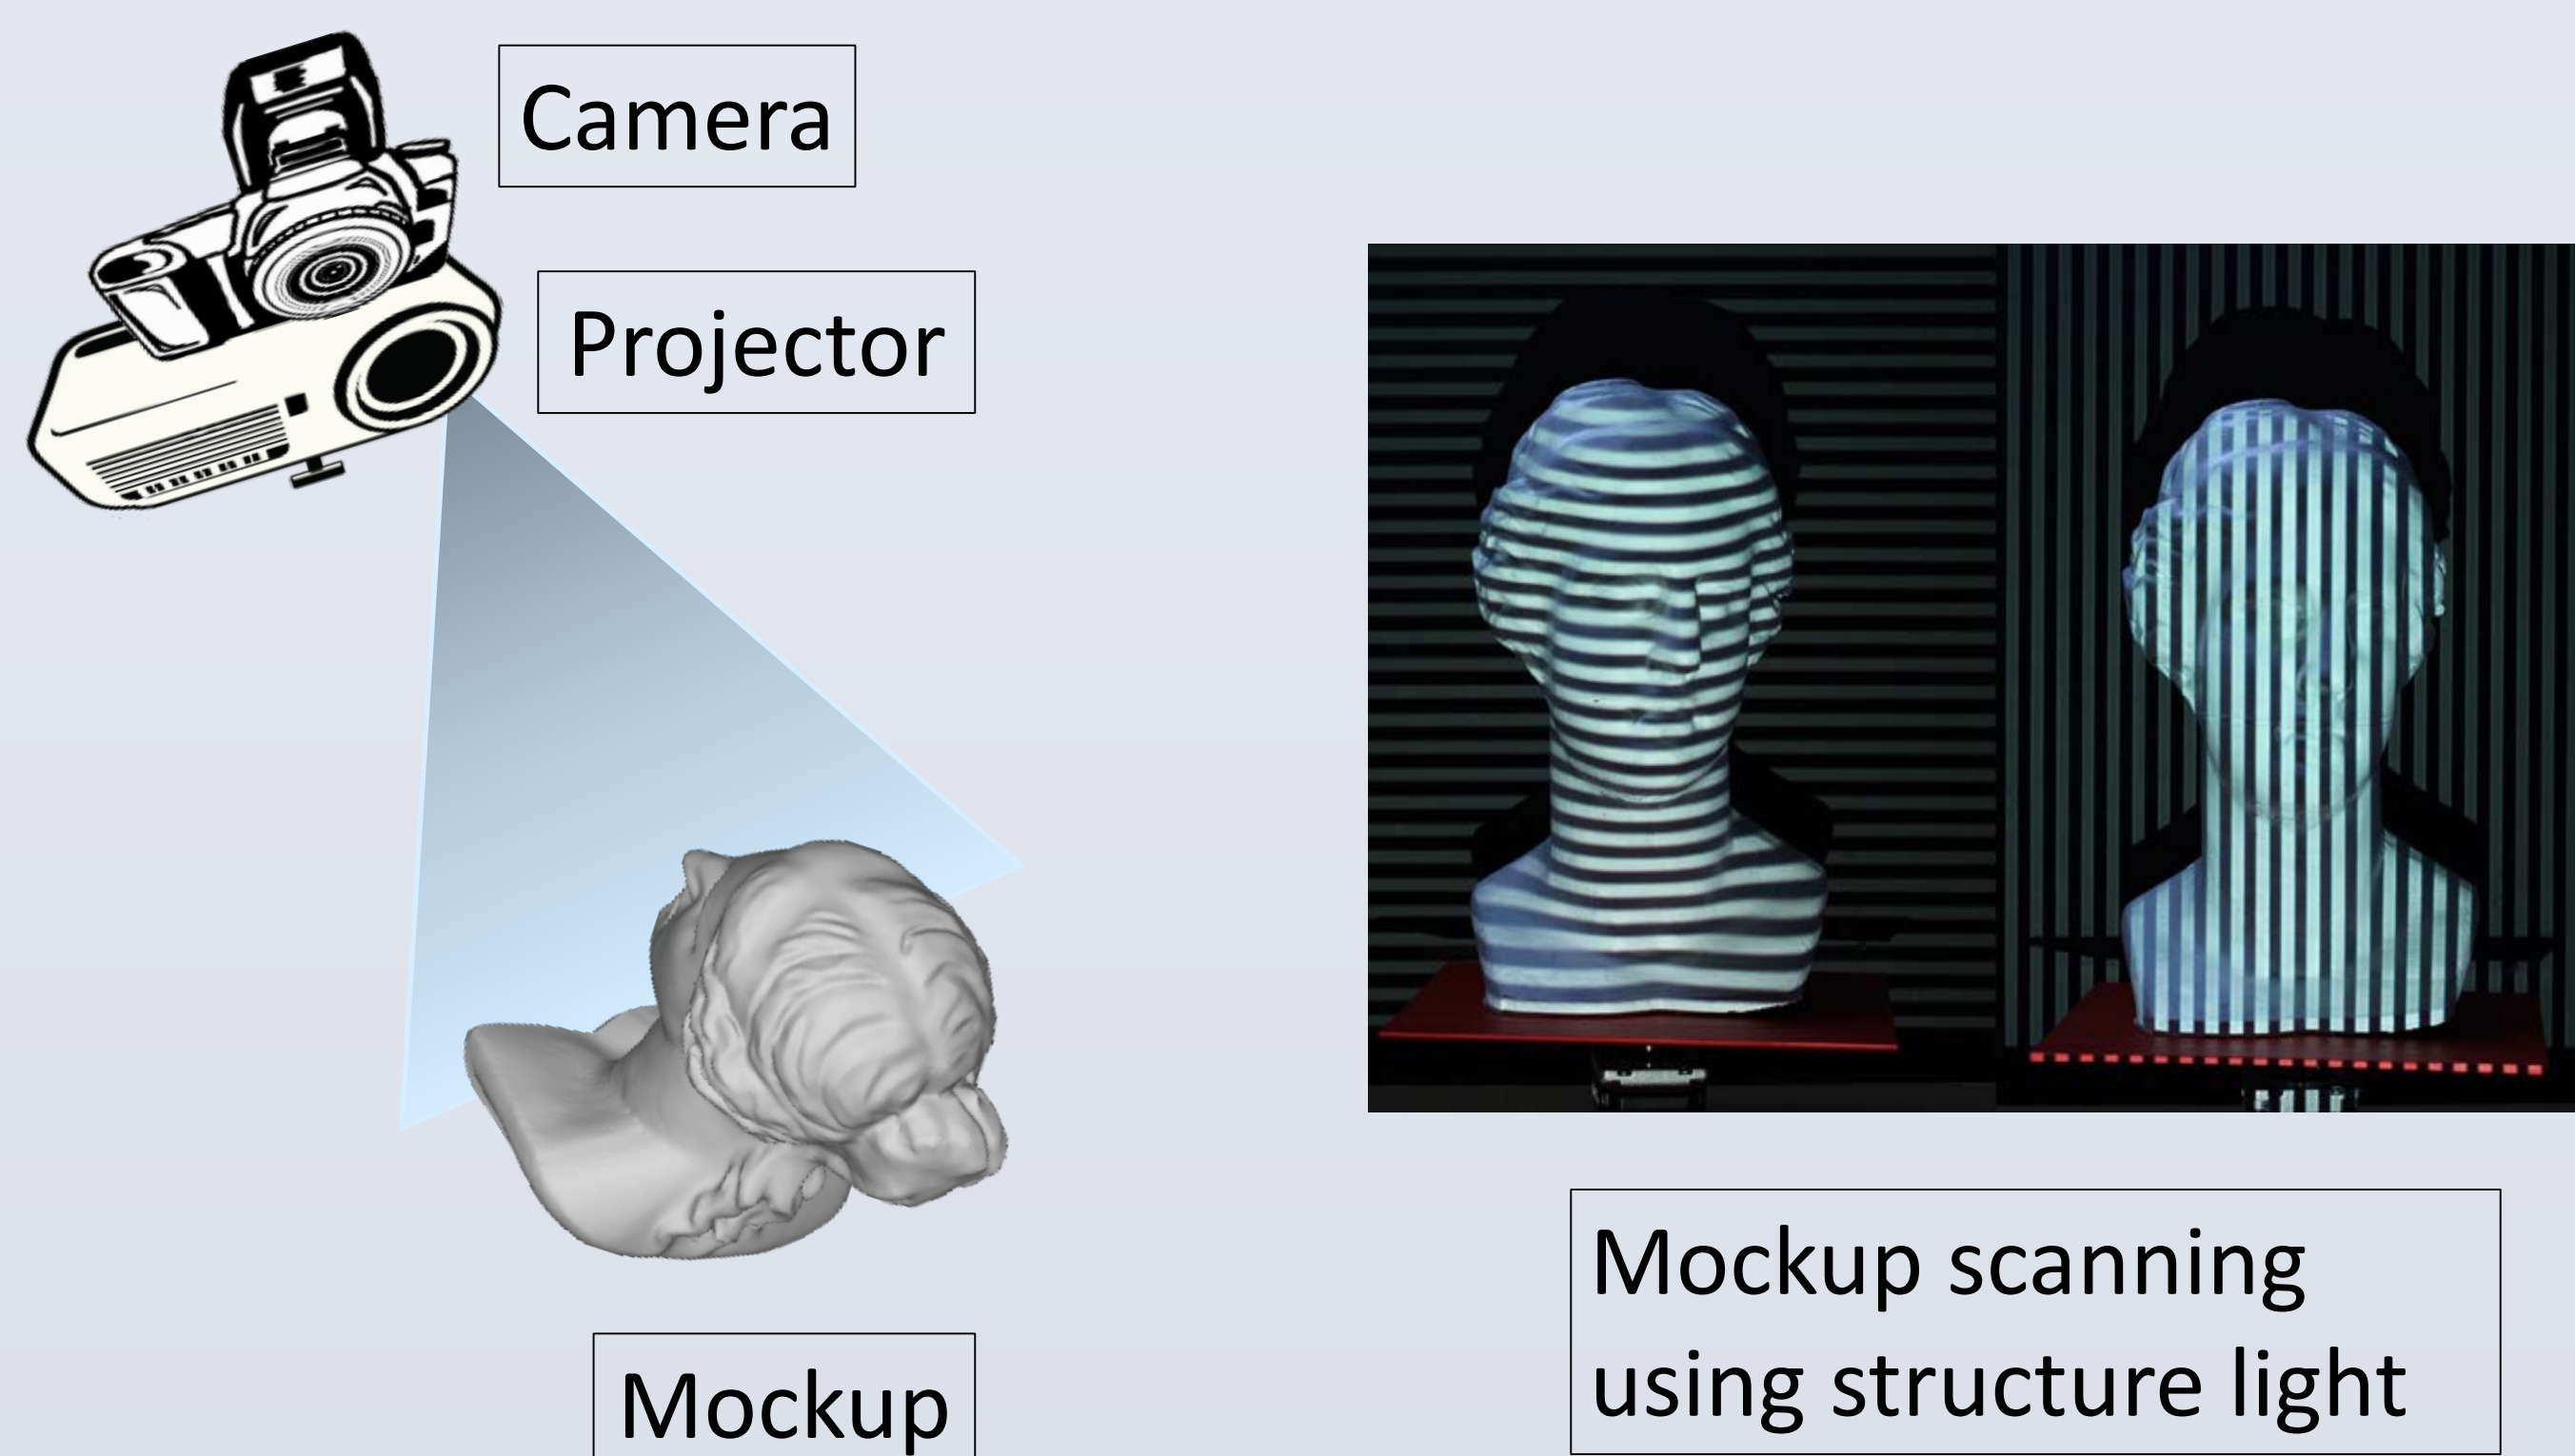 Camera
Projector
Mockup
Mockup scanning
using structure light